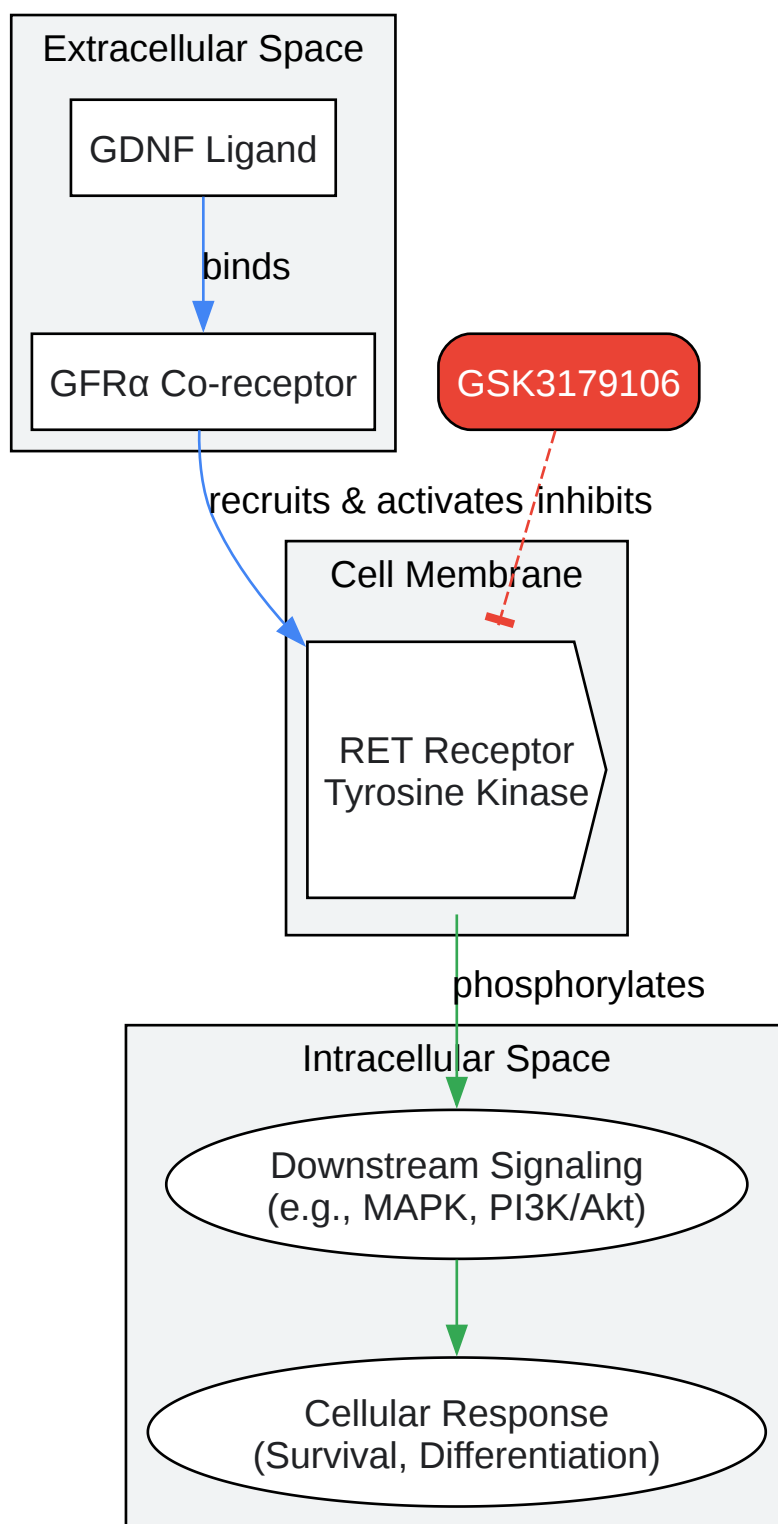 Extracellular Space
GDNF Ligand
binds
GFRα Co-receptor
GSK3179106
recruits & activates
inhibits
Cell Membrane
RET Receptor
Tyrosine Kinase
phosphorylates
Intracellular Space
Downstream Signaling
(e.g., MAPK, PI3K/Akt)
Cellular Response
(Survival, Differentiation)